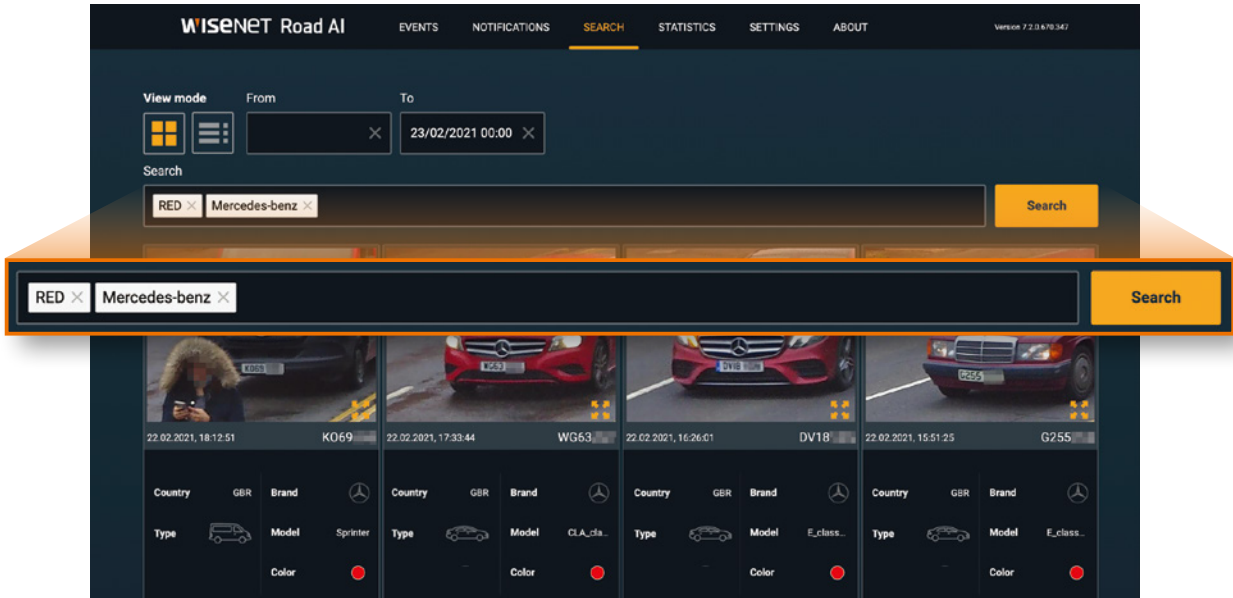 WISENET Road AI EVENTS NOTIFICATIONS SEARCH STATISTICS SETTINGS ABOUT Version 7.2.0.670.347
View mode From To
23/02/2021 00:00
Search
RED Mercedes-benz Search
RED Mercedes-benz Search
KO69 WG63 DV18 G255
22.02.2021, 18:12:51 KO69 22.02.2021, 17:33:44 WG63 22.02.2021, 16:26:01 DV18 22.02.2021, 15:51:25 G255
Country GBR Brand Country GBR Brand Country GBR Brand Country GBR Brand
Type Model Sprinter Type Model CLA_cla... Type Model E_class... Type Model E_class...
Color Color Color Color